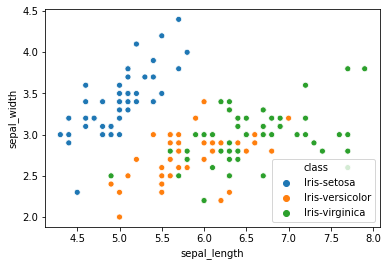 4.5
4.0
3.5
3.0
2.5
2.0
sepal_width
4.5 5.0 5.5 6.0 6.5 7.0 7.5 8.0
sepal_length
class
Iris-setosa
Iris-versicolor
Iris-virginica